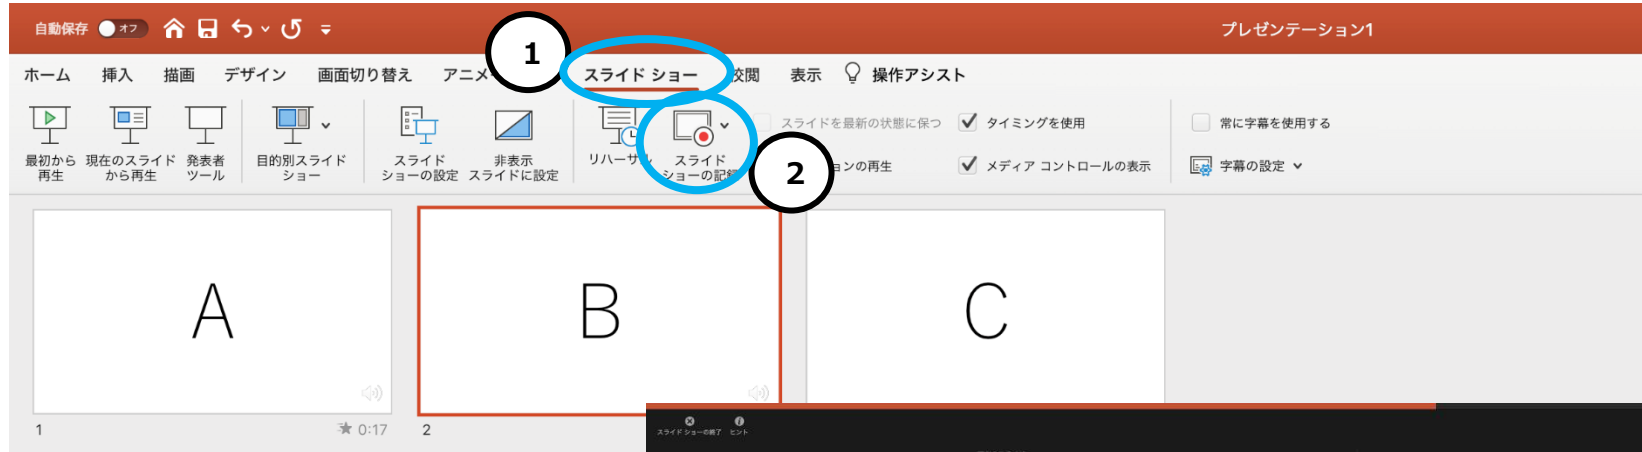 自動保存 オフ プレゼンテーション1
1
ホーム 挿入 描画 デザイン 画面切り替え アニメ スライド ショー 校閲 表示 操作アシスト
スライドを最新の状態に保つ タイミングを使用 常に字幕を使用する
最初から 現在のスライド 発表者 目的別スライド スライド 非表示 リハーサル スライド
再生 から再生 ツール ショー ショーの設定 スライドに設定 ショーの記録
2
ョンの再生 メディア コントロールの表示 字幕の設定
A B C
1 0:17 2
スライド ショーの終了 ヒント